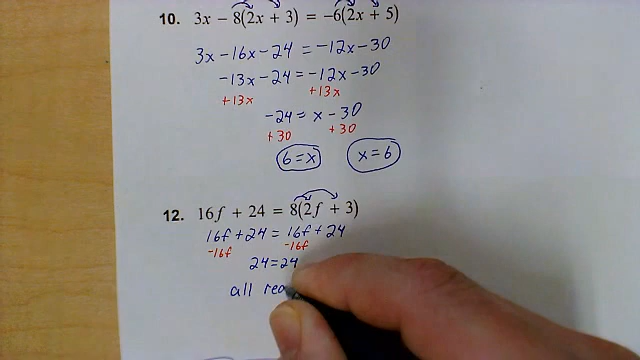 10. 3x − 8(2x + 3) = −6(2x + 5)
3x − 16x − 24 = −12x − 30
−13x − 24 = −12x − 30
+13x +13x
−24 = x − 30
+30 +30
6 = x x = 6
12. 16f + 24 = 8(2f + 3)
16f + 24 = 16f + 24
−16f −16f
24 = 24
all rea